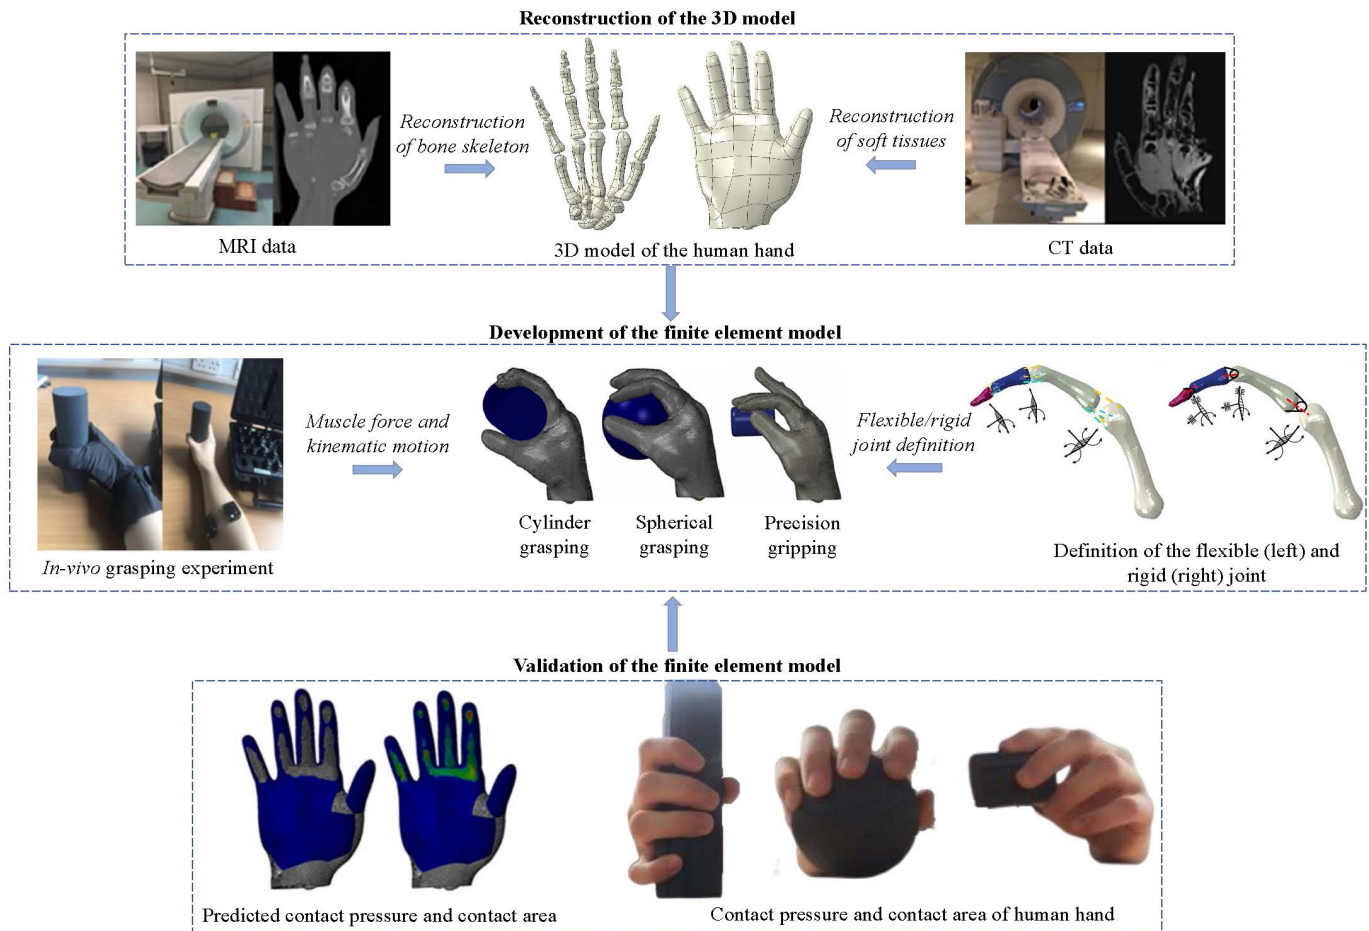 Reconstruction of the 3D model
Reconstruction
of bone skeleton
Reconstruction
of soft tissues
MRI data
3D model of the human hand
CT data
Development of the finite element model
Muscle force and
kinematic motion
Flexible/rigid
joint definition
Cylinder
grasping
Spherical
grasping
Precision
gripping
In-vivo grasping experiment
Definition of the flexible (left) and
rigid (right) joint
Validation of the finite element model
Predicted contact pressure and contact area
Contact pressure and contact area of human hand